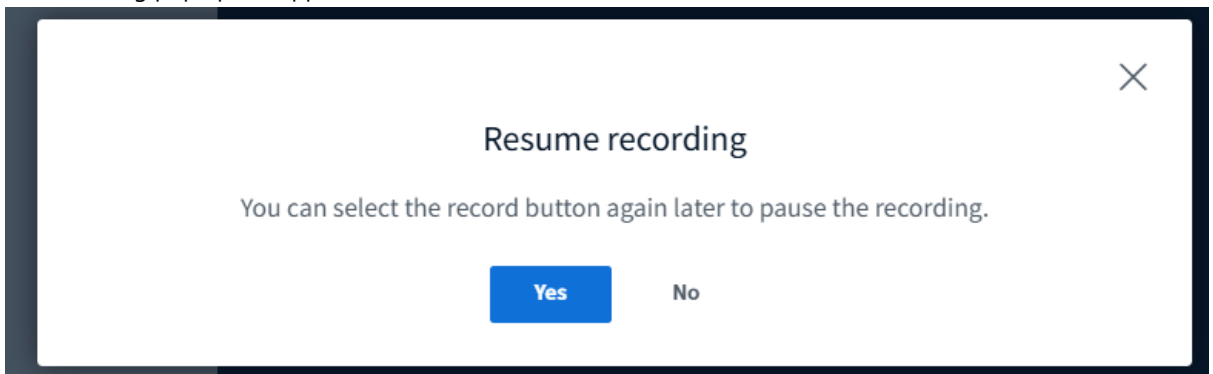 Resume recording
You can select the record button again later to pause the recording.
Yes No